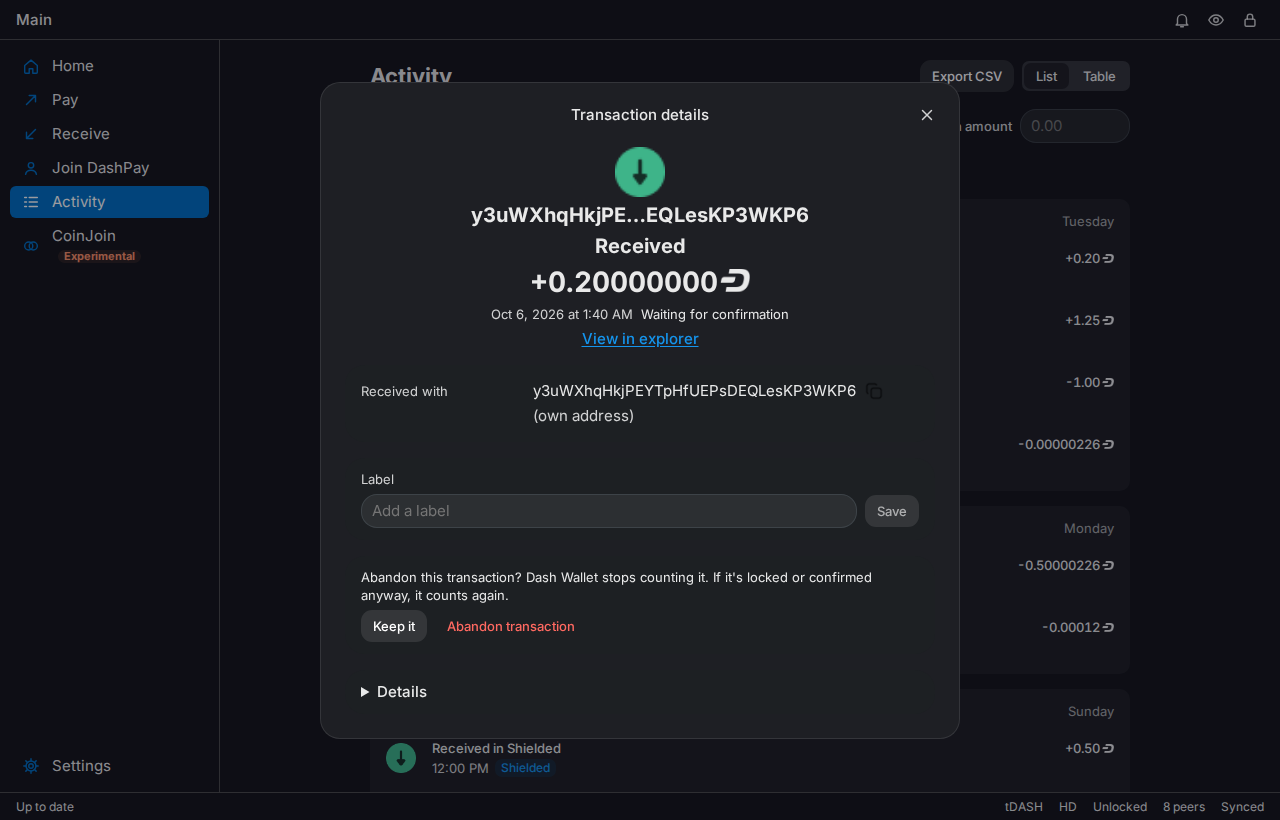 Main
Home
Pay
Receive
Join DashPay
Activity
CoinJoin
Experimental
Settings
Activity
Export CSV
List
Table
amount
0.00
Tuesday
+0.20
+1.25
-1.00
-0.00000226
Monday
-0.50000226
-0.00012
Sunday
Received in Shielded
+0.50
12:00 PM Shielded
Transaction details
y3uWXhqHkjPE...EQLesKP3WKP6
Received
+0.20000000
Oct 6, 2026 at 1:40 AM Waiting for confirmation
View in explorer
Received with
y3uWXhqHkjPEYTpHfUEPsDEQLesKP3WKP6
(own address)
Label
Add a label
Save
Abandon this transaction? Dash Wallet stops counting it. If it's locked or confirmed
anyway, it counts again.
Keep it
Abandon transaction
Details
Up to date
tDASH HD Unlocked 8 peers Synced